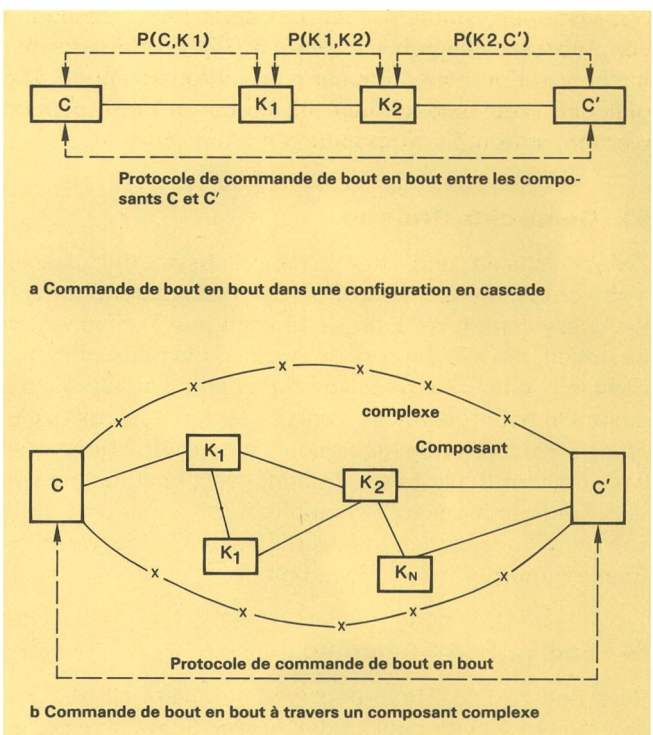 P(C,K1) P(K1,K2) P(K2,C')
C K1 K2 C'
Protocole de commande de bout en bout entre les compo-
sants C et C'
a Commande de bout en bout dans une configuration en cascade
complexe
Composant
K1
K2
C
C'
K1
KN
Protocole de commande de bout en bout
b Commande de bout en bout à travers un composant complexe